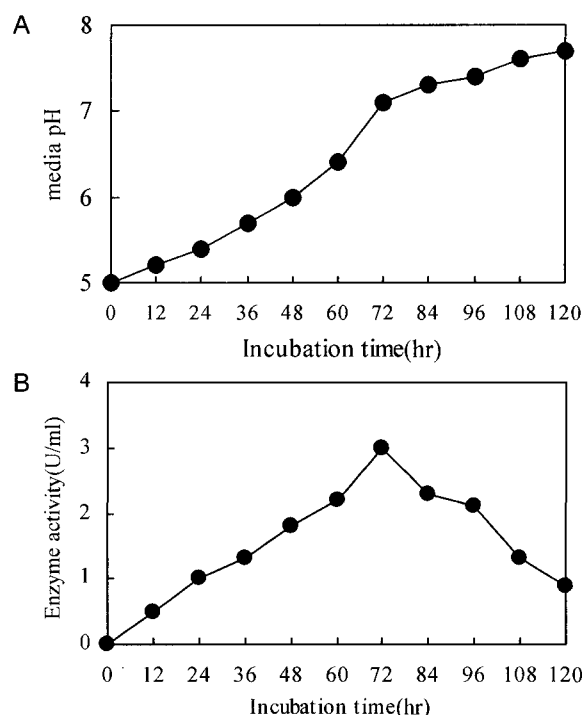 A
8
7
6
5
media pH
0 12 24 36 48 60 72 84 96 108 120
Incubation time(hr)
B
4
3
2
1
0
Enzyme activity(U/ml)
0 12 24 36 48 60 72 84 96 108 120
Incubation time(hr)